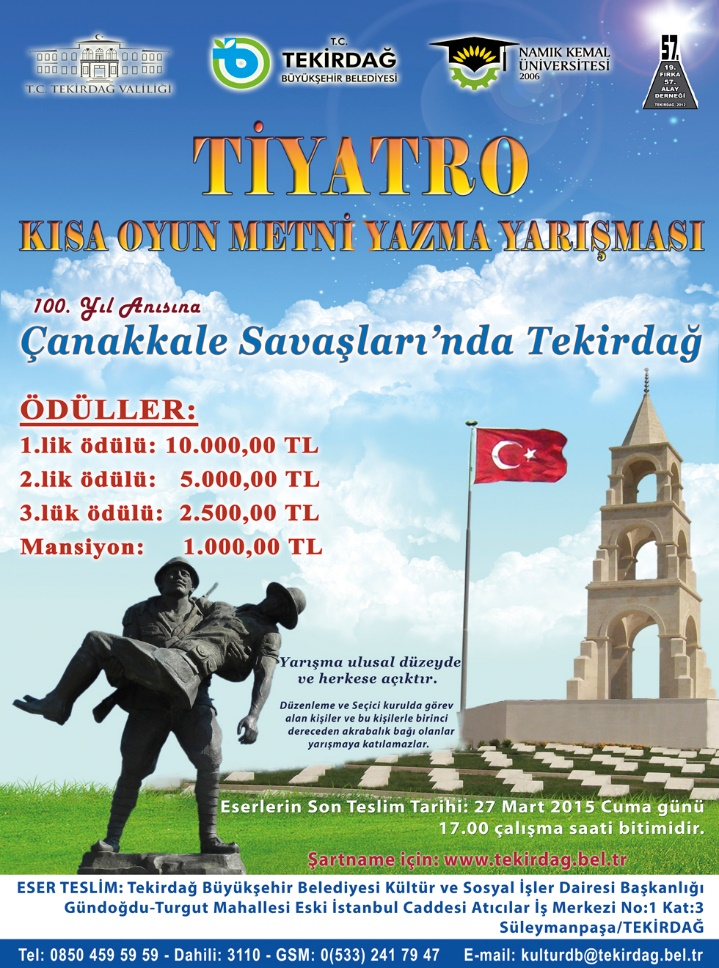 T.C. TEKİRDAĞ VALİLİĞİ
T.C.
TEKİRDAĞ
BÜYÜKŞEHİR BELEDİYESİ
NAMIK KEMAL
ÜNİVERSİTESİ
2006
57.
19.
FIRKA
57.
ALAY
DERNEĞİ
TEKİRDAĞ, 2012
TİYATRO
KISA OYUN METNİ YAZMA YARIŞMASI
100. Yıl Anısına
Çanakkale Savaşları’nda Tekirdağ
ÖDÜLLER:
1.lik ödülü: 10.000,00 TL
2.lik ödülü: 5.000,00 TL
3.lük ödülü: 2.500,00 TL
Mansiyon: 1.000,00 TL
Yarışma ulusal düzeyde
ve herkese açıktır.
Düzenleme ve Seçici kurulda görev
alan kişiler ve bu kişilerle birinci
dereceden akrabalık bağı olanlar
yarışmaya katılamazlar.
Eserlerin Son Teslim Tarihi: 27 Mart 2015 Cuma günü
17.00 çalışma saati bitimidir.
Şartname için: www.tekirdag.bel.tr
ESER TESLİM: Tekirdağ Büyükşehir Belediyesi Kültür ve Sosyal İşler Dairesi Başkanlığı
Gündoğdu-Turgut Mahallesi Eski İstanbul Caddesi Atıcılar İş Merkezi No:1 Kat:3
Süleymanpaşa/TEKİRDAĞ
Tel: 0850 459 59 59 - Dahili: 3110 - GSM: 0(533) 241 79 47 E-mail: kulturdb@tekirdag.bel.tr